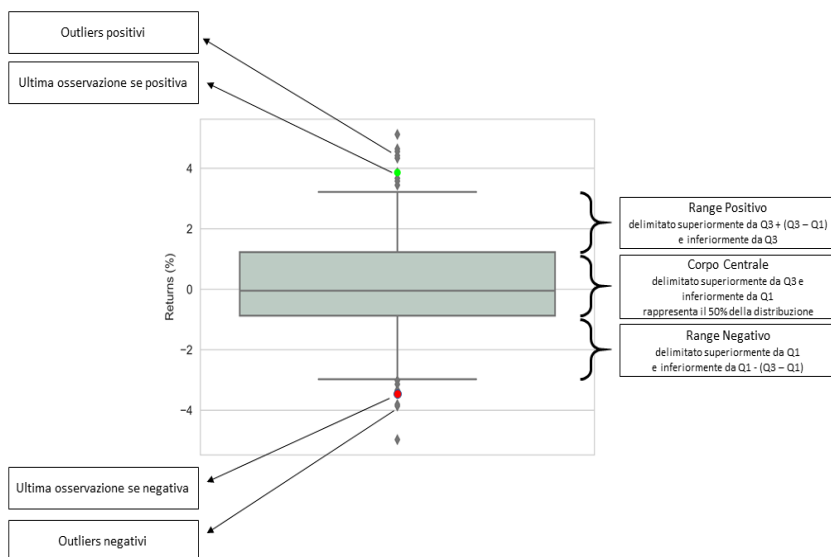 Outliers positivi
Ultima osservazione se positiva
4
2
0
−2
−4
Returns (%)
Range Positivo
delimitato superiormente da Q3 + (Q3 – Q1)
e inferiormente da Q3
Corpo Centrale
delimitato superiormente da Q3 e
inferiormente da Q1
rappresenta il 50% della distribuzione
Range Negativo
delimitato superiormente da Q1
e inferiormente da Q1 - (Q3 – Q1)
Ultima osservazione se negativa
Outliers negativi